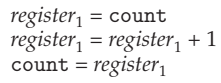 register₁ = count
register₁ = register₁ + 1
count = register₁